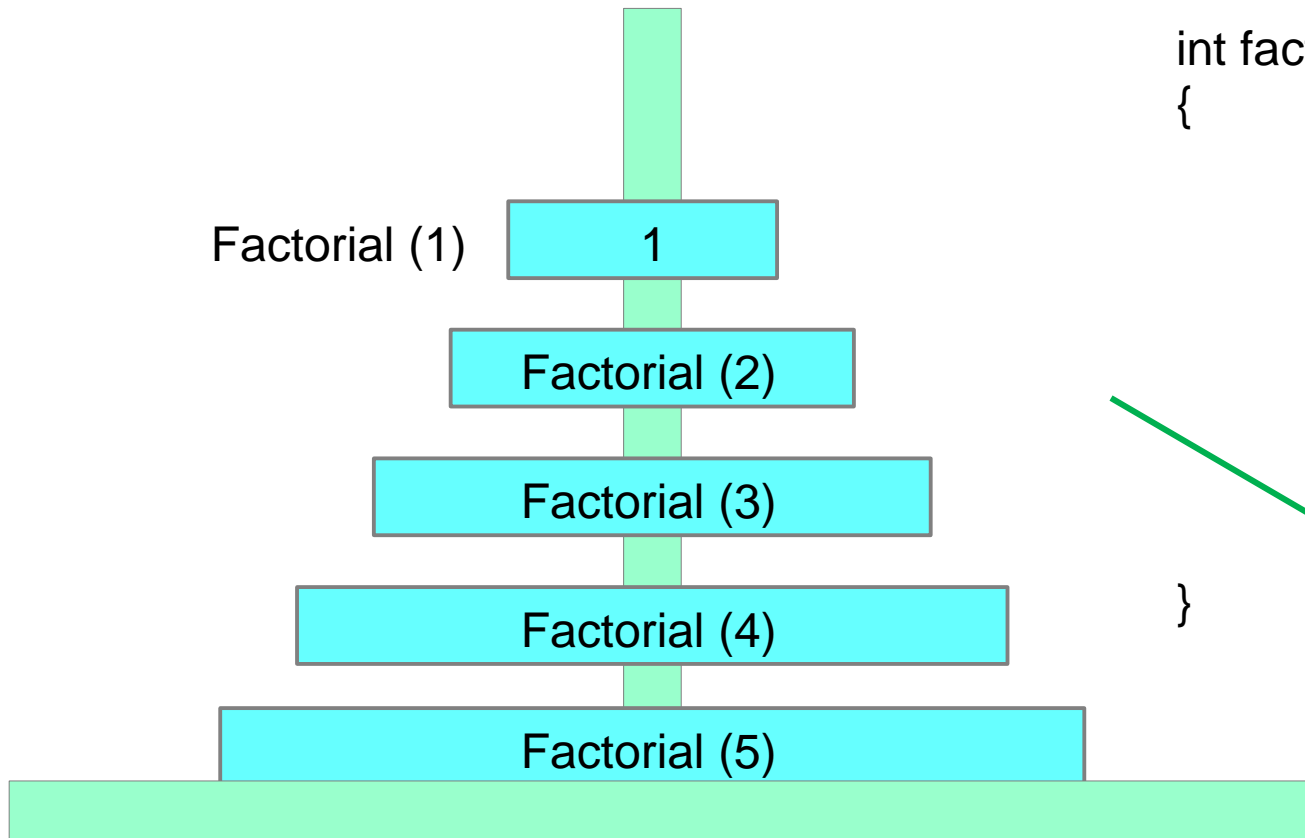 int fac
{
Factorial (1)
1
Factorial (2)
Factorial (3)
Factorial (4)
}
Factorial (5)